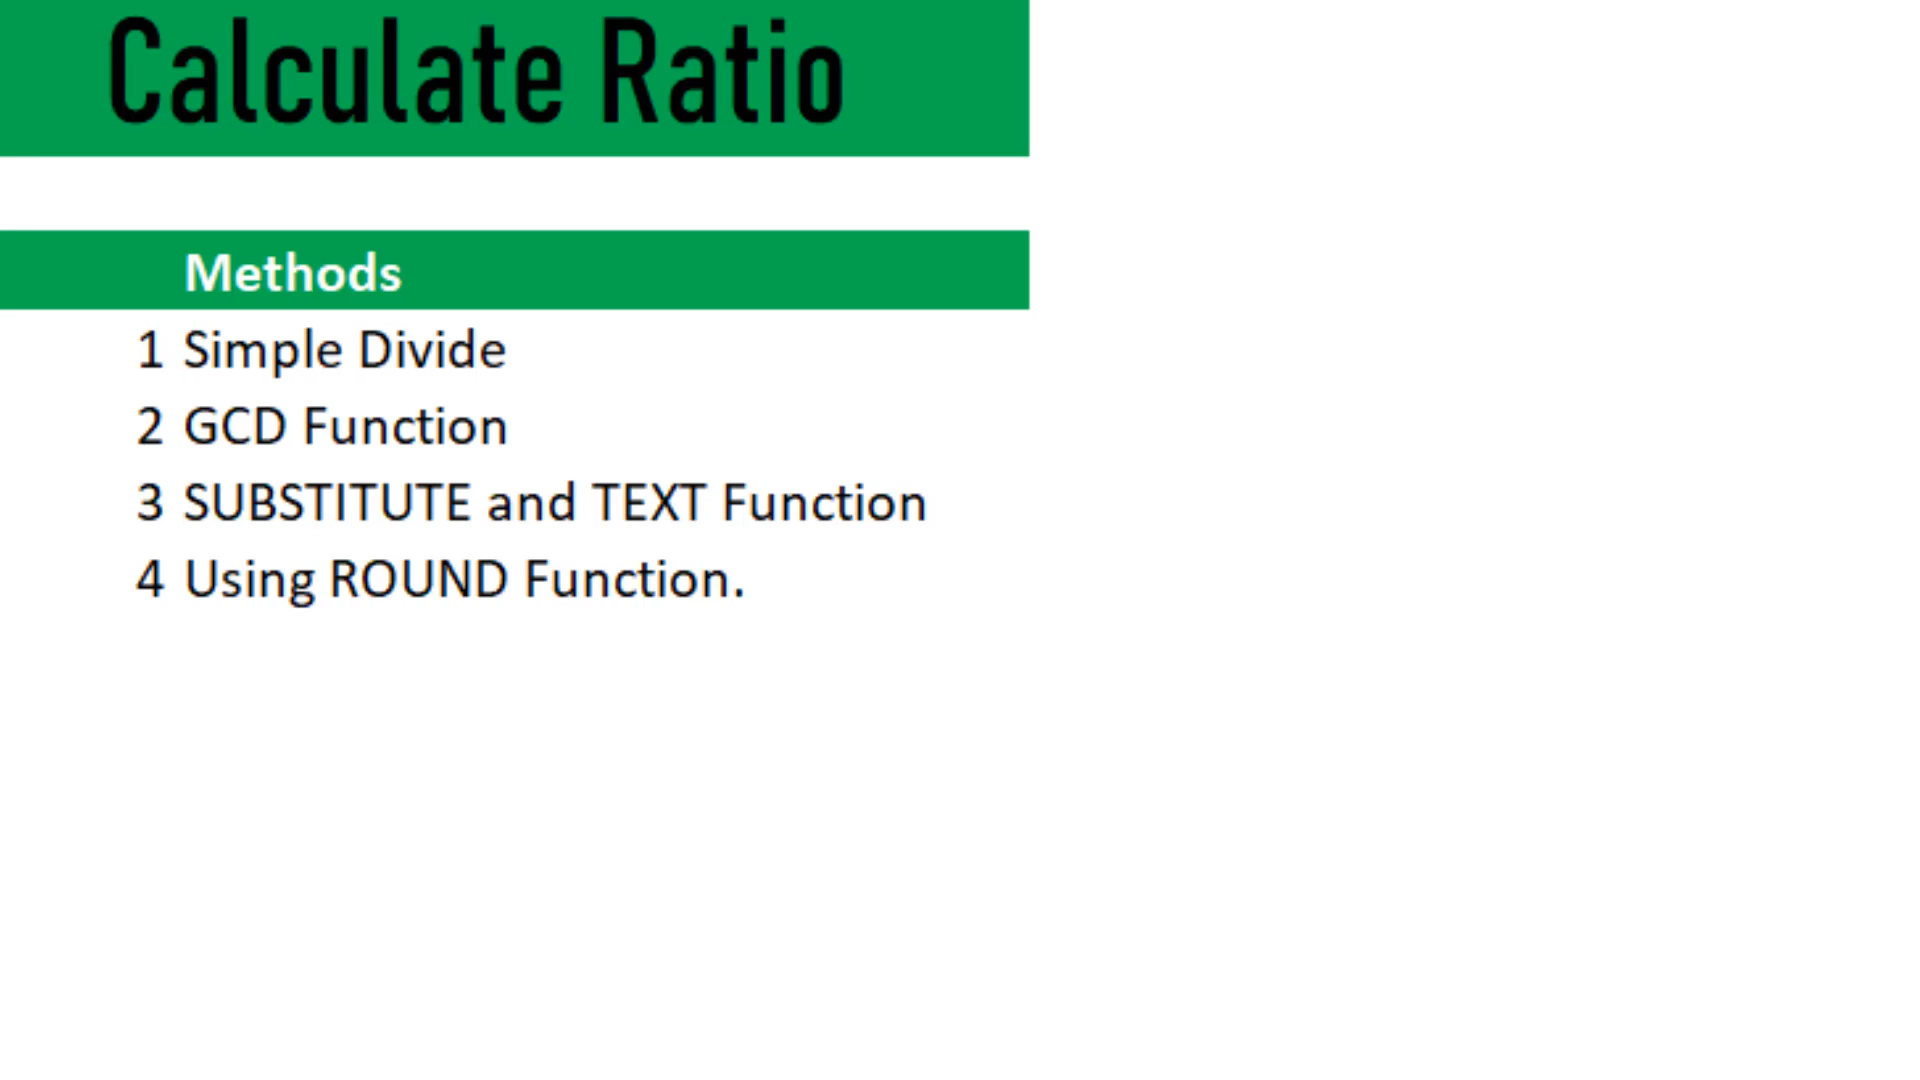 Calculate Ratio
Methods
1 Simple Divide
2 GCD Function
3 SUBSTITUTE and TEXT Function
4 Using ROUND Function.